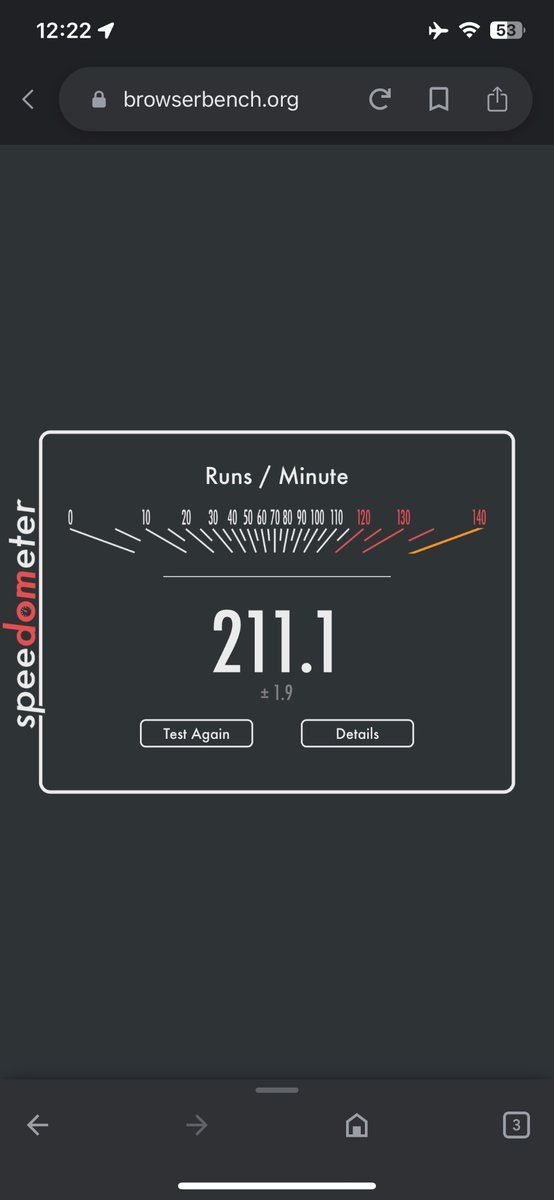 12:22
53
browserbench.org
speedometer
Runs / Minute
0 10 20 30 40 50 60 70 80 90 100 110 120 130 140
211.1
± 1.9
Test Again Details
3